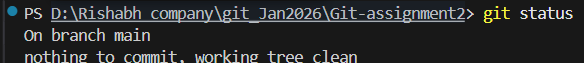 PS D:\Rishabh company\git_Jan2026\Git-assignment2> git status
On branch main
nothing to commit, working tree clean